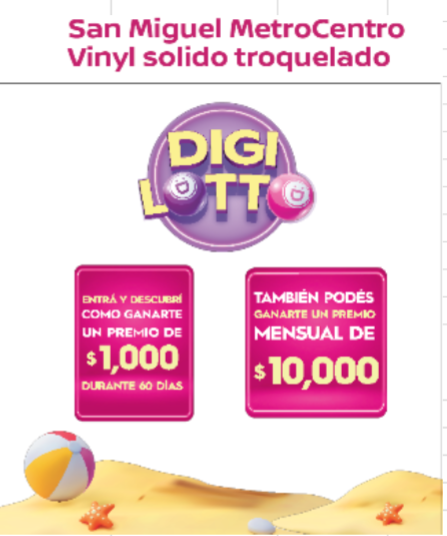 San Miguel MetroCentro
Vinyl solido troquelado
DIGI
LOTTO
ENTRÁ Y DESCUBRÍ
COMO GANARTE
UN PREMIO DE
$1,000
DURANTE 60 DÍAS
TAMBIÉN PODÉS
GANARTE UN PREMIO
MENSUAL DE
$10,000